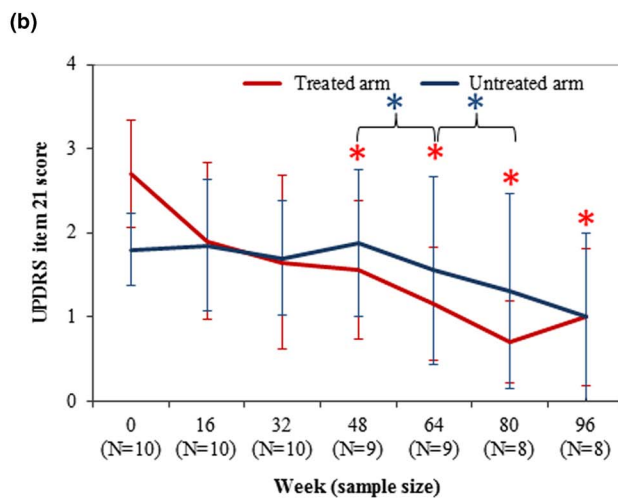 (b)
4
Treated arm Untreated arm
* *
3
* * * *
UPDRS item 21 score
2
1
0
0 16 32 48 64 80 96
(N=10) (N=10) (N=10) (N=9) (N=9) (N=8) (N=8)
Week (sample size)